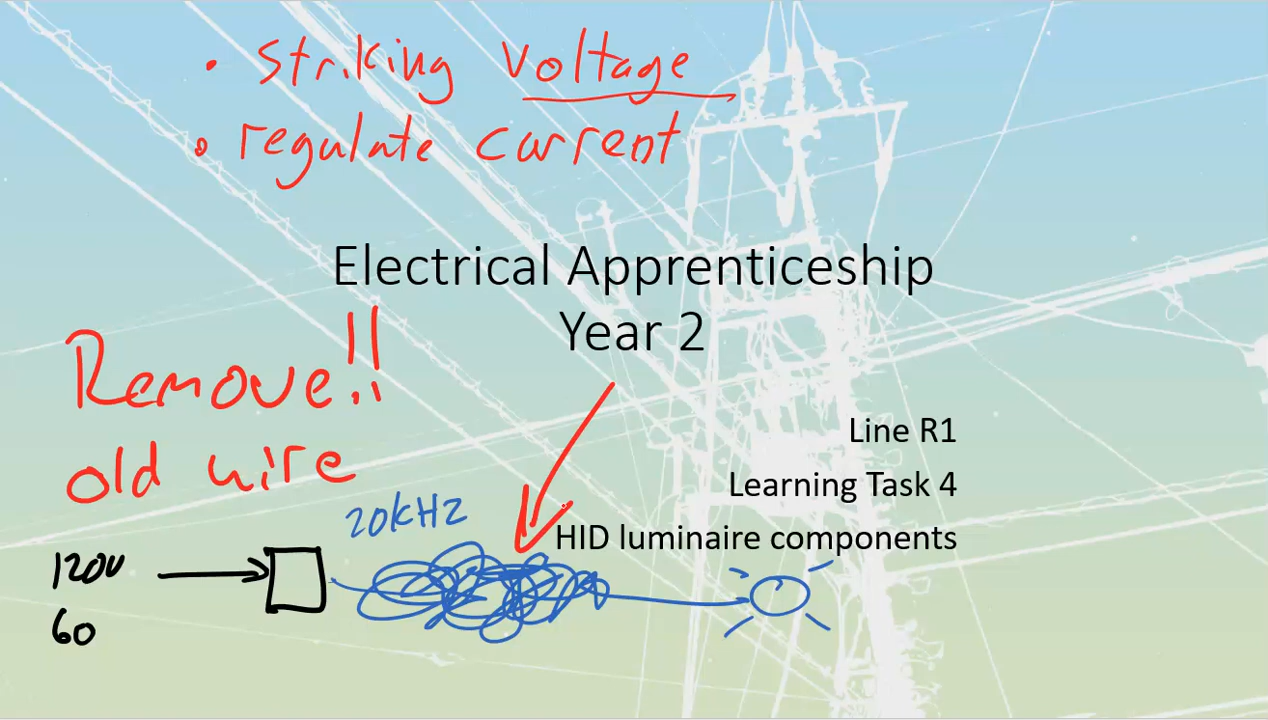 • Striking Voltage
• regulate current
Electrical Apprenticeship
Year 2
Remove!!
old wire
Line R1
Learning Task 4
HID luminaire components
20kHz
120V
60